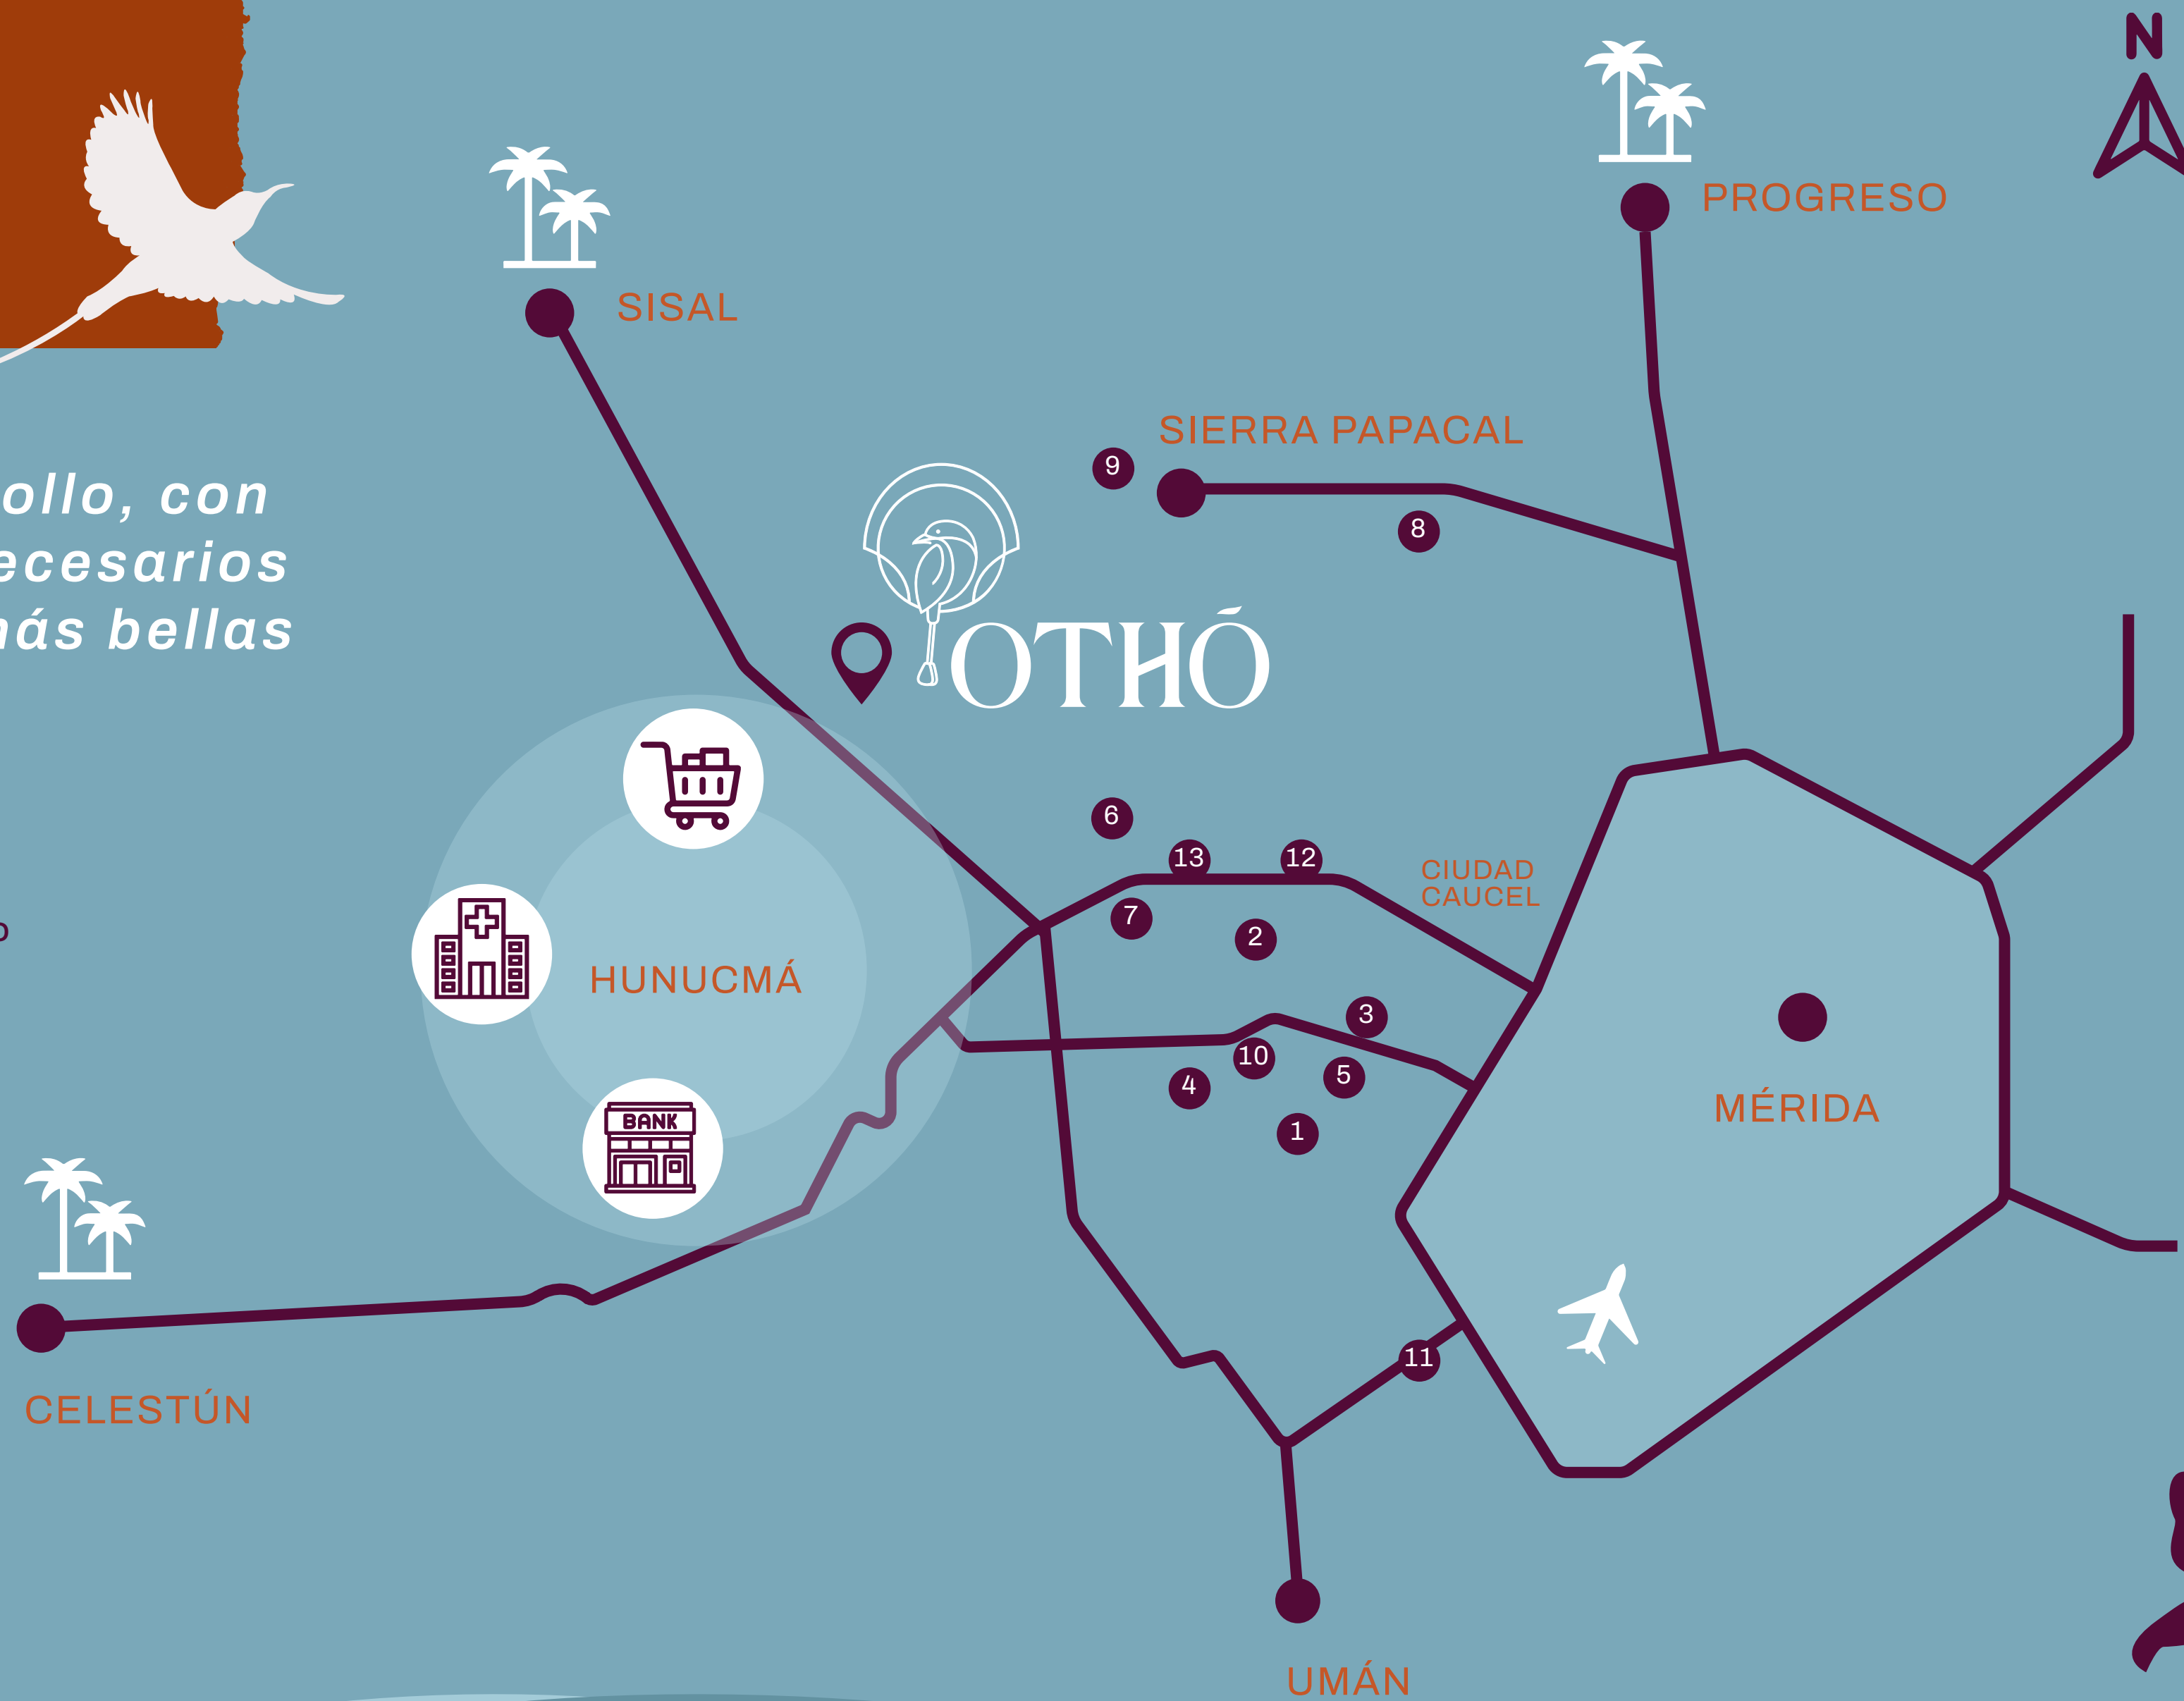 N
PROGRESO
SISAL
SIERRA PAPACAL
9
8
ollo, con
ecesarios
más bellas
OTHÓ
6
13
12
CIUDAD
CAUCEL
7
2
HUNUCMÁ
3
10
5
4
BANK
1
MÉRIDA
11
CELESTÚN
UMÁN